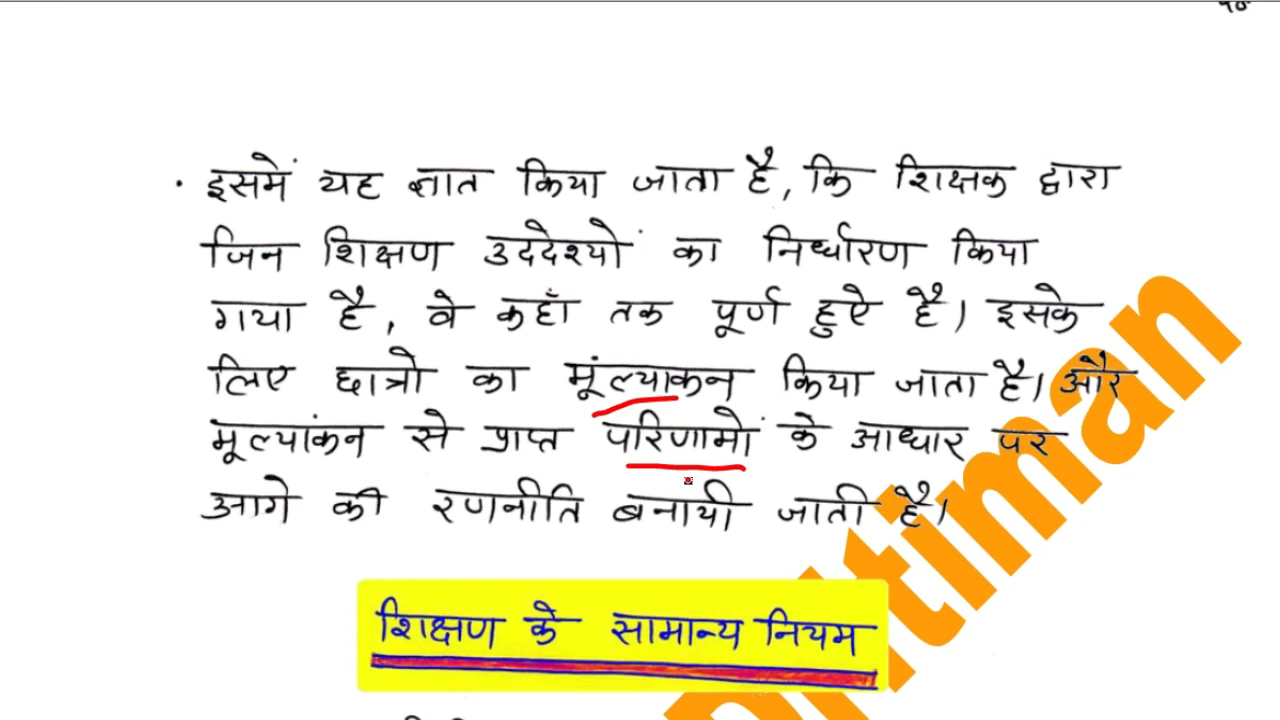 • इसमें यह ज्ञात किया जाता है, कि शिक्षक द्वारा
जिन शिक्षण उददेश्यों का निर्धारण किया
गया है, वे कहाँ तक पूर्ण हुऐ है। इसके
लिए छात्रो का मूंल्याकन किया जाता है। और
मूल्यांकन से प्राप्त परिणामों के आधार पर
आगे की रणनीति बनायी जाती है।
शिक्षण के सामान्य नियम